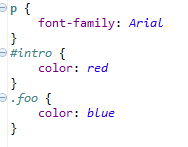 p {
    font-family: Arial
}
#intro {
    color: red
}
.foo {
    color: blue
}